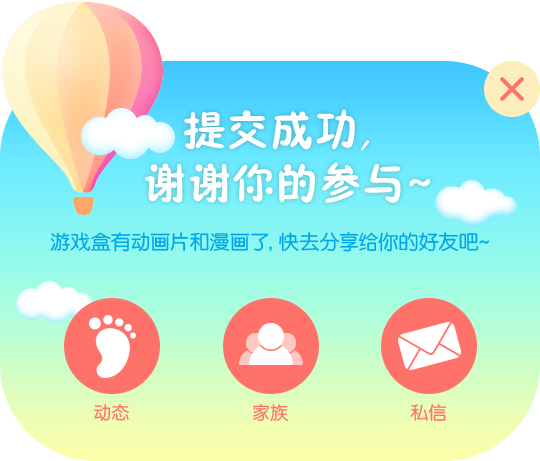 提交成功,
谢谢你的参与~
游戏盒有动画片和漫画了, 快去分享给你的好友吧~
动态
家族
私信